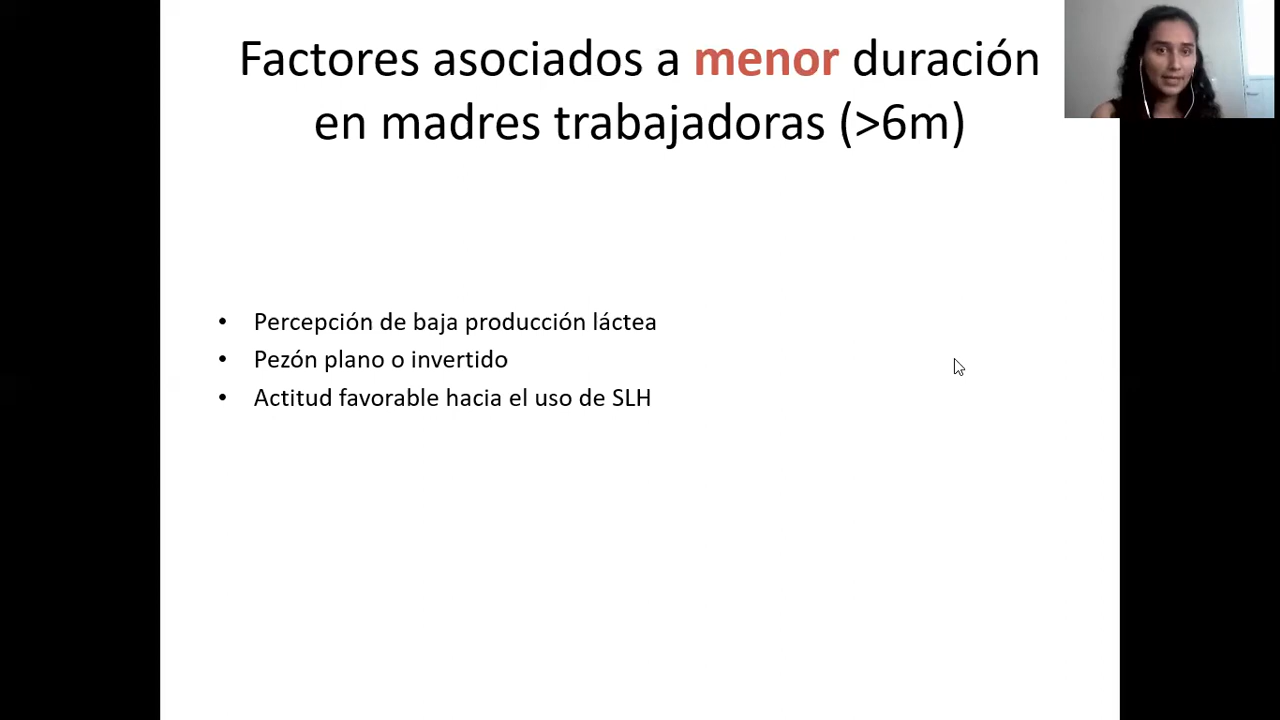 Factores asociados a menor duración
en madres trabajadoras (>6m)
• Percepción de baja producción láctea
• Pezón plano o invertido
• Actitud favorable hacia el uso de SLH